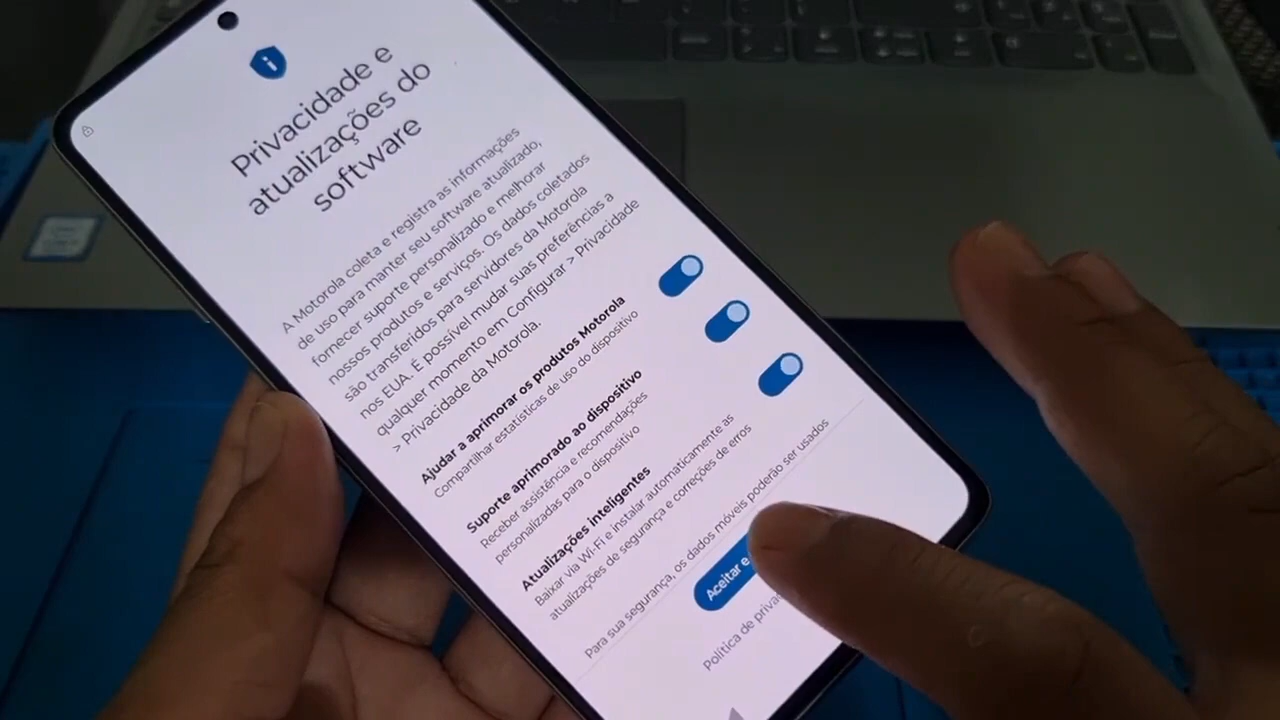 Privacidade e
atualizações do
software
A Motorola coleta e registra as informações
de uso para manter seu software atualizado,
fornecer suporte personalizado e melhorar
nossos produtos e serviços. Os dados coletados
são transferidos para servidores da Motorola
nos EUA. É possível mudar suas preferências a
qualquer momento em Configurar > Privacidade
> Privacidade da Motorola.
Ajudar a aprimorar os produtos Motorola
Compartilhar estatísticas de uso do dispositivo
Suporte aprimorado ao dispositivo
Receber assistência e recomendações
personalizadas para o dispositivo
Atualizações inteligentes
Baixar via Wi-Fi e instalar automaticamente as
atualizações de segurança e correções de erros
Para sua segurança, os dados móveis poderão ser usados
Aceitar e
Política de